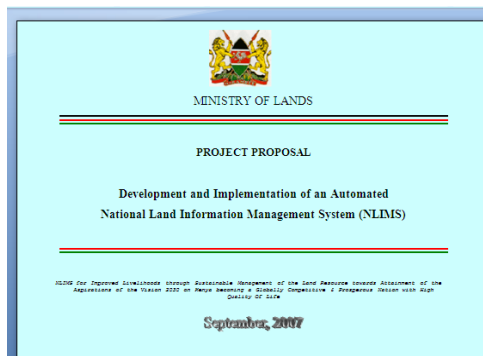 MINISTRY OF LANDS
PROJECT PROPOSAL
Development and Implementation of an Automated
National Land Information Management System (NLIMS)
NLIMS for Improved Livelihoods through Sustainable Management of the Land Resource towards Attainment of the
Aspirations of the Vision 2030 on Kenya becoming a Globally Competitive & Prosperous Nation with High
Quality Of Life
September, 2007